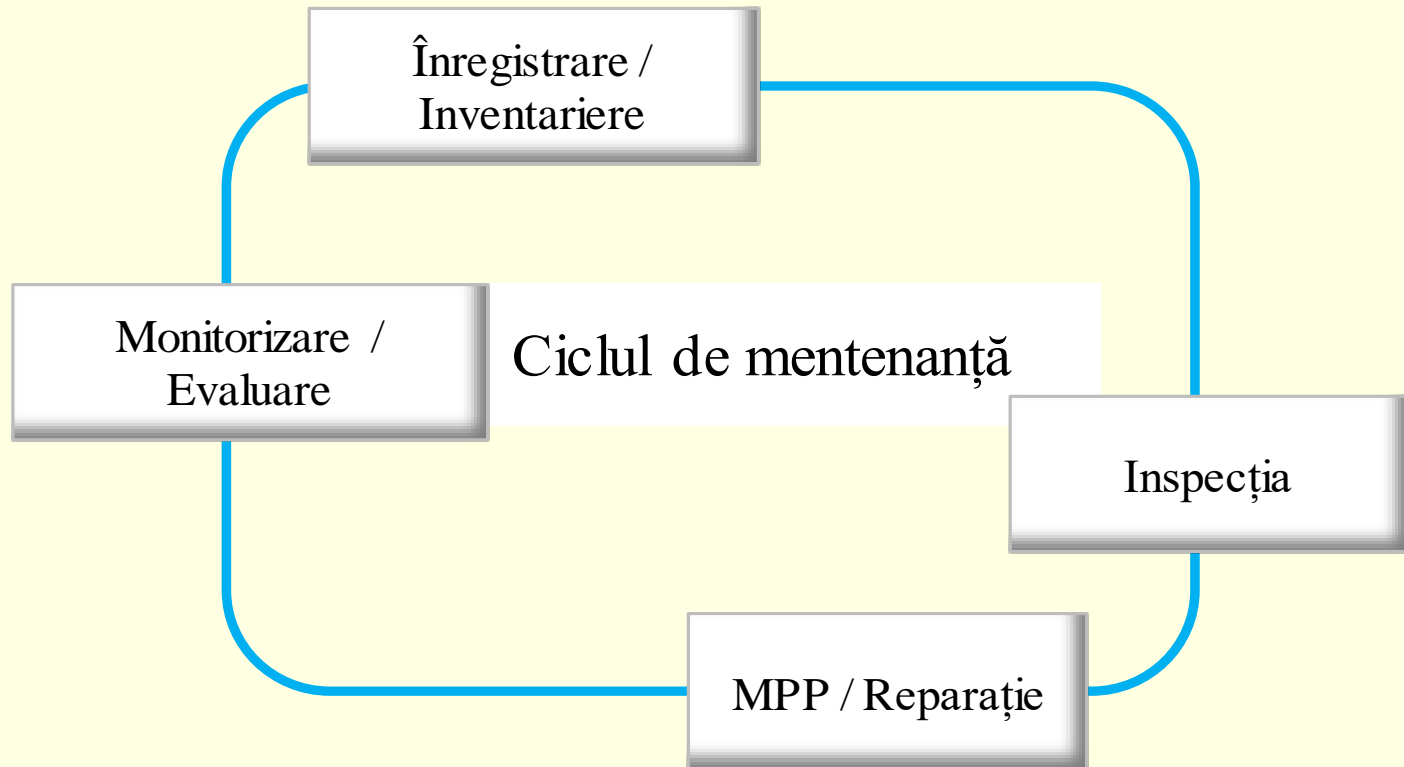 Înregistrare /
Inventariere
Monitorizare /
Evaluare
Ciclul de mentenanță
Inspecția
MPP / Reparație